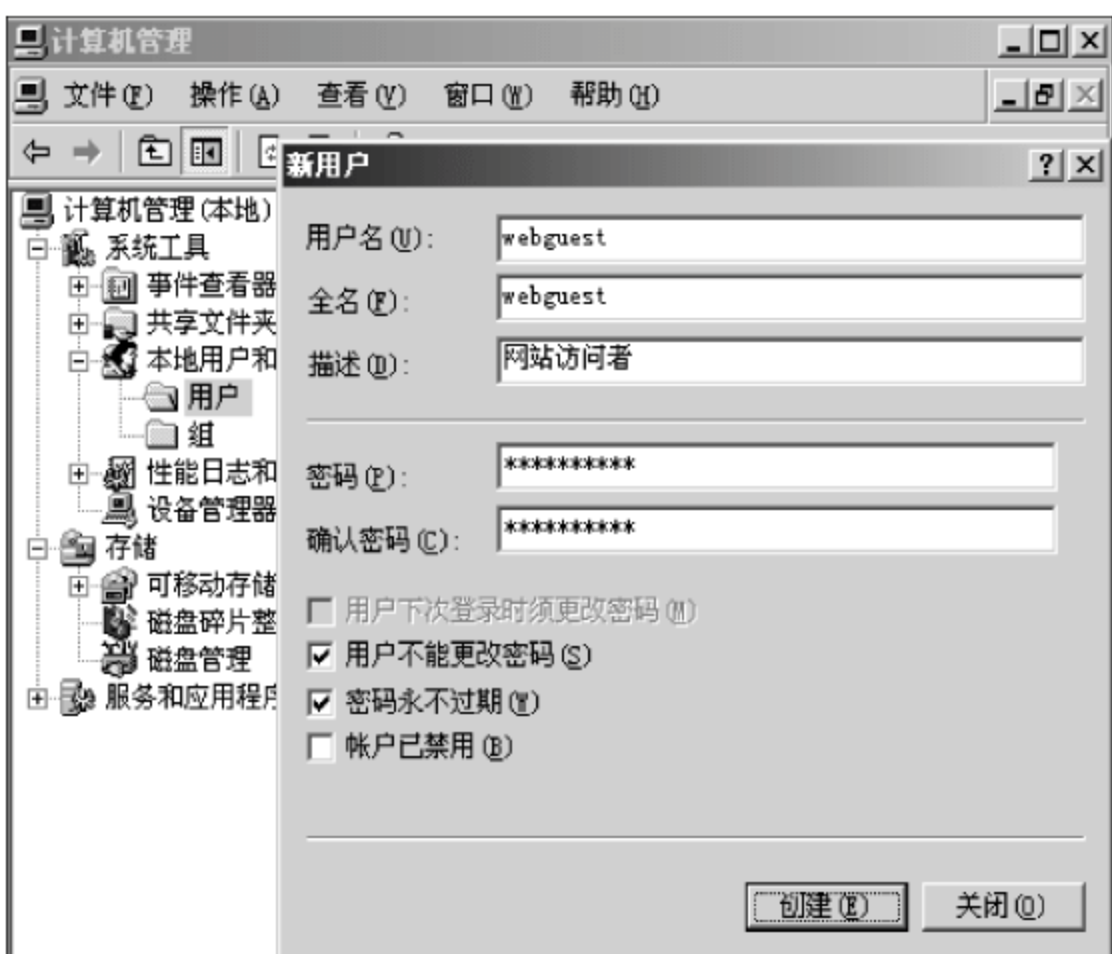 计算机管理
文件(F) 操作(A) 查看(V) 窗口(W) 帮助(H)
新用户
计算机管理(本地)
系统工具
事件查看器
共享文件夹
本地用户和
用户
组
性能日志和
设备管理器
存储
可移动存储
磁盘碎片整
磁盘管理
服务和应用程序
用户名(U): webguest
全名(F): webguest
描述(D): 网站访问者
密码(P): **********
确认密码(C): **********
用户下次登录时须更改密码(M)
用户不能更改密码(S)
密码永不过期(W)
帐户已禁用(B)
创建(E) 关闭(O)